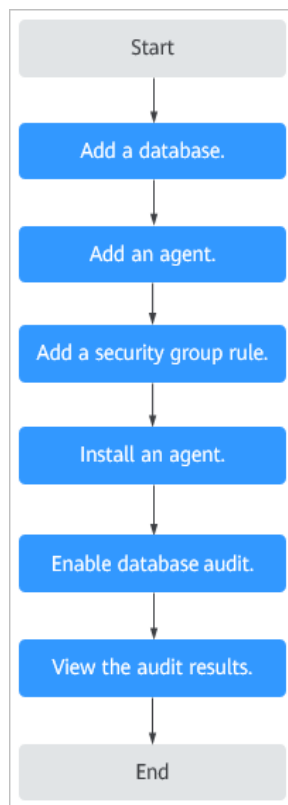 Start
Add a database.
Add an agent.
Add a security group rule.
Install an agent.
Enable database audit.
View the audit results.
End